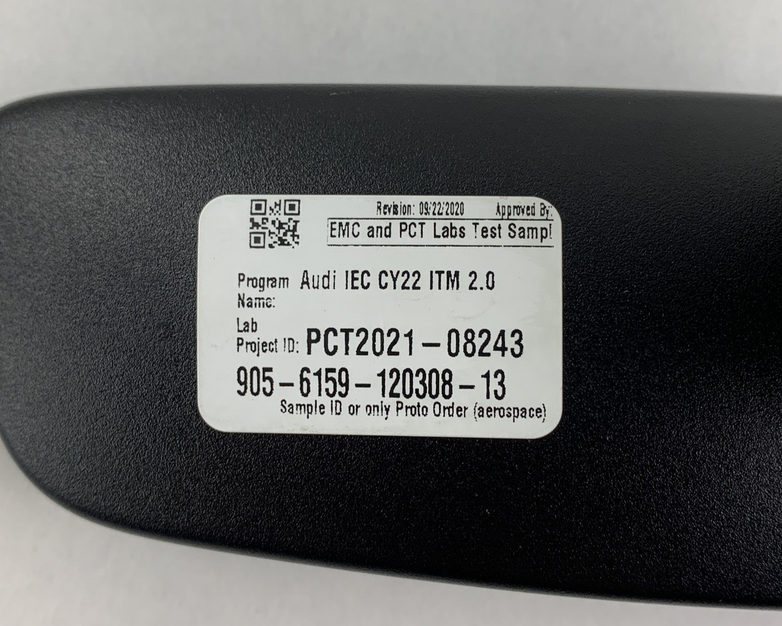 Revision: 09/22/2020 Approved By:
EMC and PCT Labs Test Sampl
Program Audi IEC CY22 ITM 2.0
Name:
Lab
Project ID: PCT2021-08243
905-6159-120308-13
Sample ID or only Proto Order (aerospace)